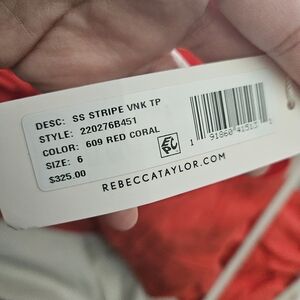 DESC: SS STRIPE VNK TP
STYLE: 220276B451
COLOR: 609 RED CORAL
SIZE: 6
$325.00
REBECCATAYLOR.COM